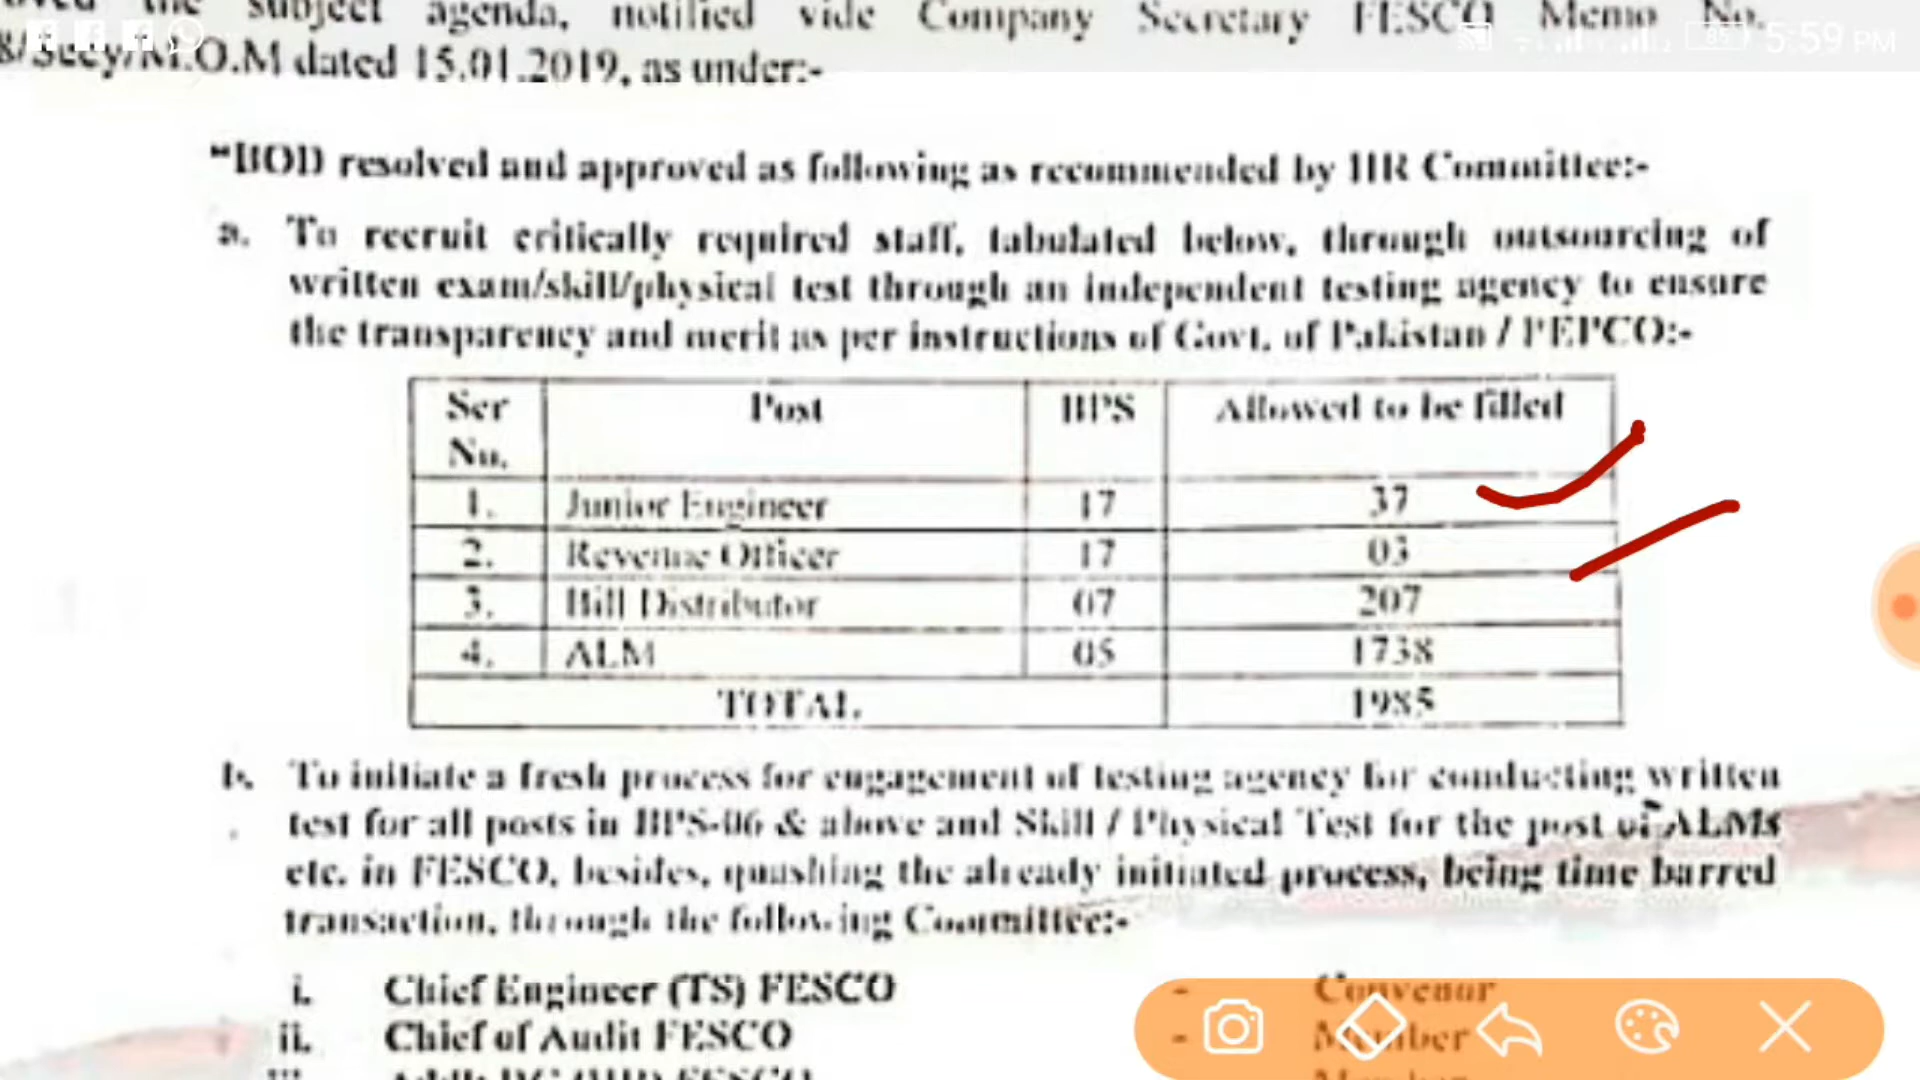 the subject agenda, notified vide Company Secretary FESCO Memo No.
8/Secy/M.O.M dated 15.01.2019, as under:-
85 5:59 PM
"BOD resolved and approved as following as recommended by HR Committee:-
a. To recruit critically required staff, tabulated below, through outsourcing of
written exam/skill/physical test through an independent testing agency to ensure
the transparency and merit as per instructions of Govt. of Pakistan / PEPCO:-
Ser No. Post BPS Allowed to be filled
1. Junior Engineer 17 37
2. Revenue Officer 17 03
3. Bill Distributor 07 207
4. ALM 05 1738
TOTAL 1985
b. To initiate a fresh process for engagement of testing agency for conducting written
test for all posts in BPS-06 & above and Skill / Physical Test for the post of ALMs
etc. in FESCO, besides, quashing the already initiated process, being time barred
transaction, through the following Committee:-
i. Chief Engineer (TS) FESCO - Convenor
ii. Chief of Audit FESCO - Member